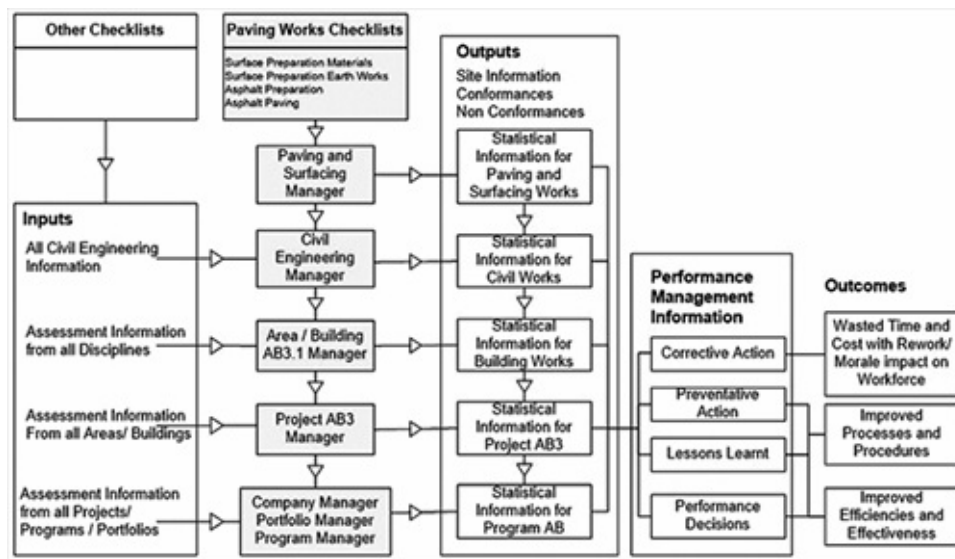 Other Checklists
Paving Works Checklists
Surface Preparation Materials
Surface Preparation Earth Works
Asphalt Preparation
Asphalt Paving
Outputs
Site Information
Conformances
Non Conformances
Paving and
Surfacing
Manager
Statistical
Information for
Paving and
Surfacing Works
Inputs
All Civil Engineering
Information
Civil
Engineering
Manager
Statistical
Information for
Civil Works
Assessment Information
from all Disciplines
Area / Building
AB3.1 Manager
Statistical
Information for
Building Works
Assessment Information
From all Areas/ Buildings
Project AB3
Manager
Statistical
Information for
Project AB3
Assessment Information
from all Projects/
Programs / Portfolios
Company Manager
Portfolio Manager
Program Manager
Statistical
Information for
Program AB
Performance
Management
Information
Corrective Action
Preventative
Action
Lessons Learnt
Performance
Decisions
Outcomes
Wasted Time and
Cost with Rework/
Morale impact on
Workforce
Improved
Processes and
Procedures
Improved
Efficiencies and
Effectiveness